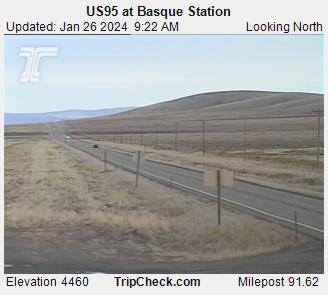 US95 at Basque Station
Updated: Jan 26 2024 9:22 AM Looking North
Elevation 4460 TripCheck.com Milepost 91.62